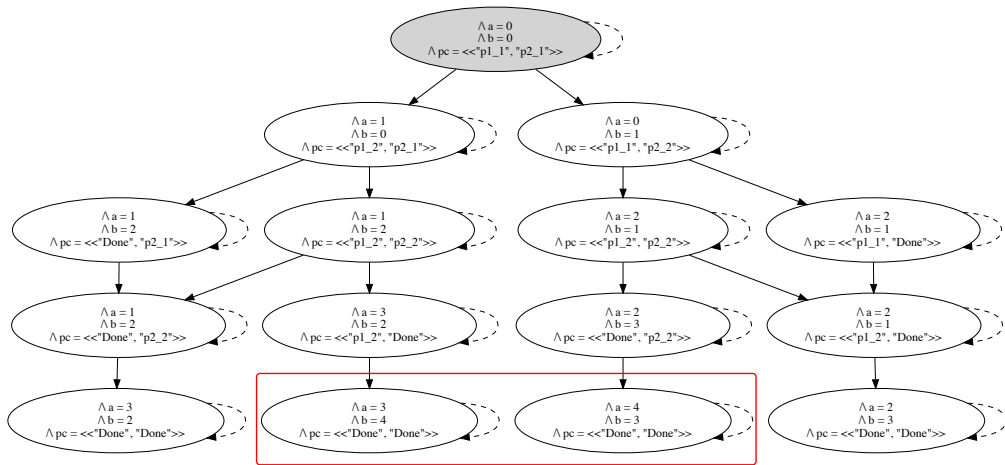 /\ a = 0
/\ b = 0
/\ pc = <<"p1_1", "p2_1">>
/\ a = 1
/\ b = 0
/\ pc = <<"p1_2", "p2_1">>
/\ a = 0
/\ b = 1
/\ pc = <<"p1_1", "p2_2">>
/\ a = 1
/\ b = 2
/\ pc = <<"Done", "p2_1">>
/\ a = 1
/\ b = 2
/\ pc = <<"p1_2", "p2_2">>
/\ a = 2
/\ b = 1
/\ pc = <<"p1_2", "p2_2">>
/\ a = 2
/\ b = 1
/\ pc = <<"p1_1", "Done">>
/\ a = 1
/\ b = 2
/\ pc = <<"Done", "p2_2">>
/\ a = 3
/\ b = 2
/\ pc = <<"p1_2", "Done">>
/\ a = 2
/\ b = 3
/\ pc = <<"Done", "p2_2">>
/\ a = 2
/\ b = 1
/\ pc = <<"p1_2", "Done">>
/\ a = 3
/\ b = 2
/\ pc = <<"Done", "Done">>
/\ a = 3
/\ b = 4
/\ pc = <<"Done", "Done">>
/\ a = 4
/\ b = 3
/\ pc = <<"Done", "Done">>
/\ a = 2
/\ b = 3
/\ pc = <<"Done", "Done">>